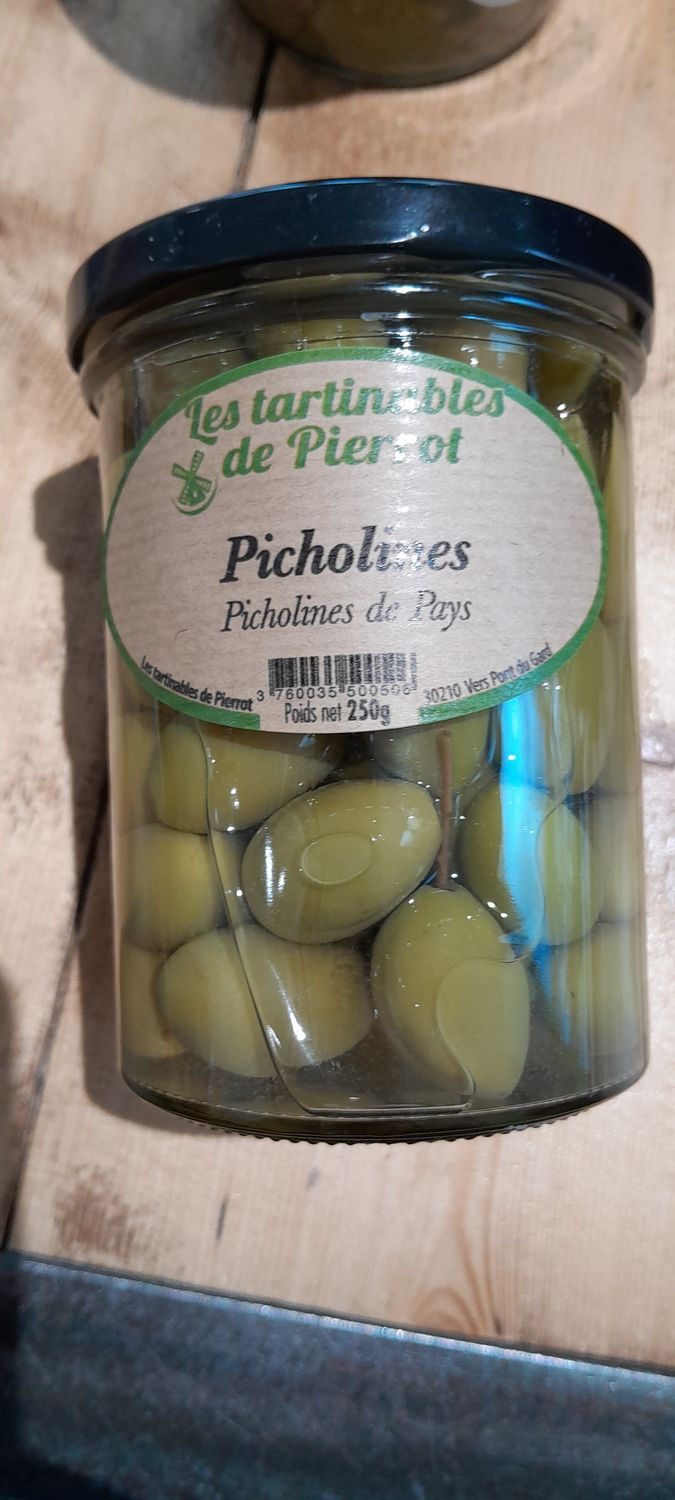 Les tartinables
de Pierrot
Picholines
Picholines de Pays
Les tartinables de Pierrot
3 760035 500506
30210 Vers Pont du Gard
Poids net 250g